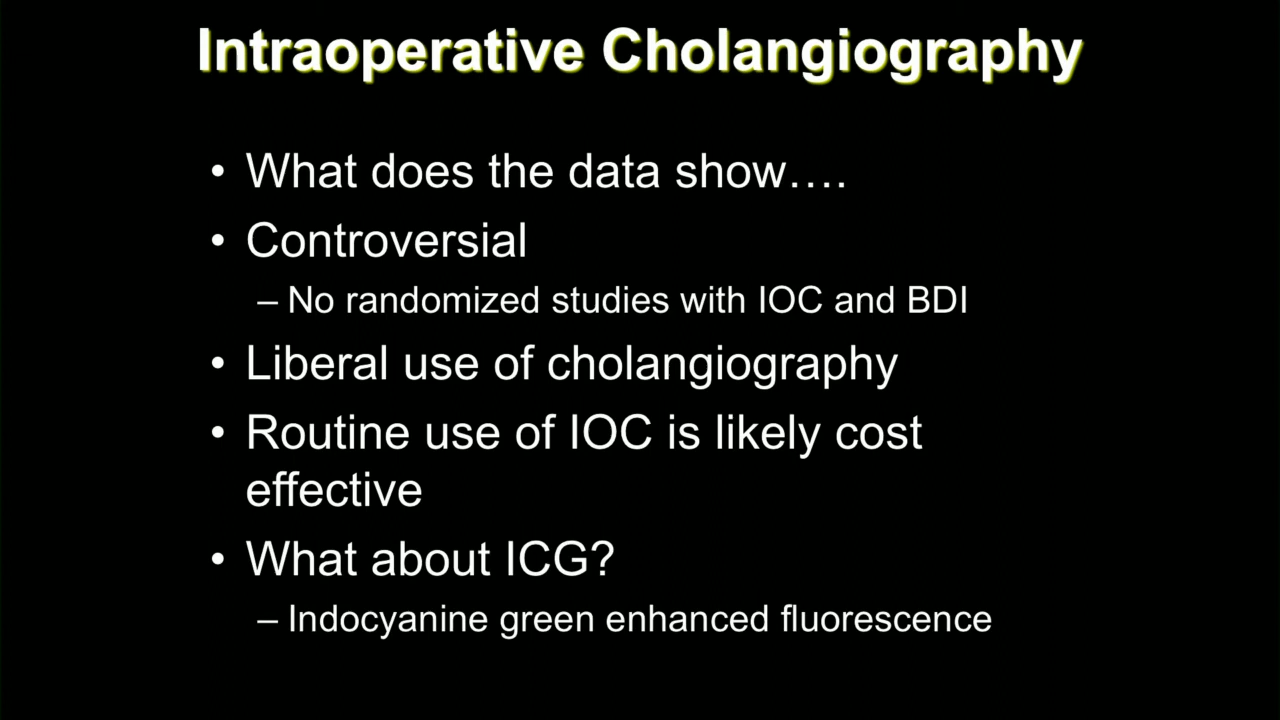 Intraoperative Cholangiography
• What does the data show….
• Controversial
– No randomized studies with IOC and BDI
• Liberal use of cholangiography
• Routine use of IOC is likely cost
effective
• What about ICG?
– Indocyanine green enhanced fluorescence